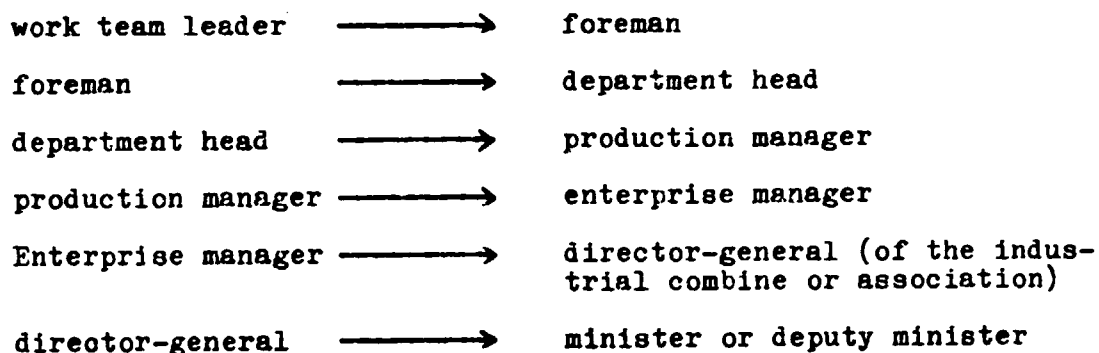 work team leader ⟶ foreman
foreman ⟶ department head
department head ⟶ production manager
production manager ⟶ enterprise manager
Enterprise manager ⟶ director-general (of the indus-
trial combine or association)
director-general ⟶ minister or deputy minister